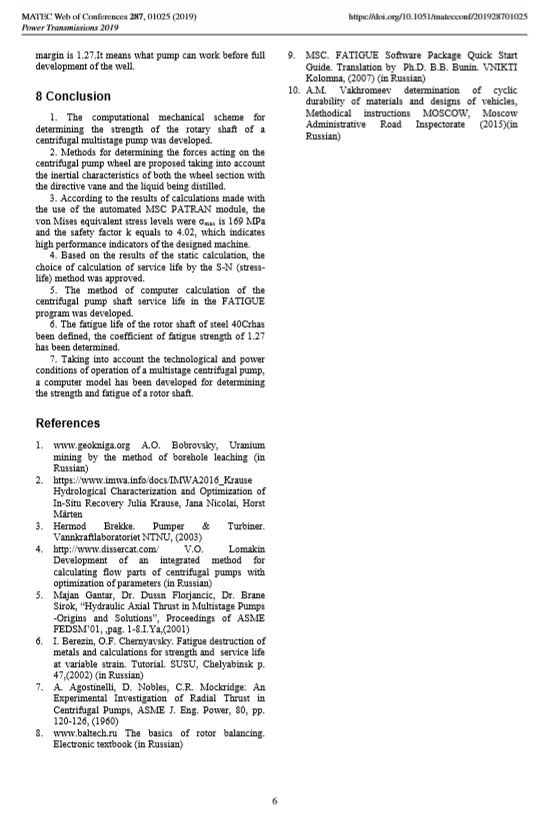 MATEC Web of Conferences 287, 01025 (2019)
https://doi.org/10.1051/matecconf/201928701025
Power Transmissions 2019
margin is 1.27.It means what pump can work before full
development of the well.
8 Conclusion
1. The computational mechanical scheme for
determining the strength of the rotary shaft of a
centrifugal multistage pump was developed.
2. Methods for determining the forces acting on the
centrifugal pump wheel are proposed taking into account
the inertial characteristics of both the wheel section with
the directive vane and the liquid being distilled.
3. According to the results of calculations made with
the use of the automated MSC PATRAN module, the
von Mises equivalent stress levels were σmax is 169 MPa
and the safety factor k equals to 4.02, which indicates
high performance indicators of the designed machine.
4. Based on the results of the static calculation, the
choice of calculation of service life by the S-N (stress-
life) method was approved.
5. The method of computer calculation of the
centrifugal pump shaft service life in the FATIGUE
program was developed.
6. The fatigue life of the rotor shaft of steel 40Crhas
been defined, the coefficient of fatigue strength of 1.27
has been determined.
7. Taking into account the technological and power
conditions of operation of a multistage centrifugal pump,
a computer model has been developed for determining
the strength and fatigue of a rotor shaft.
References
1. www.geokniga.org A.O. Bobrovsky, Uranium
mining by the method of borehole leaching (in
Russian)
2. https://www.imwa.info/docs/IMWA2016_Krause
Hydrological Characterization and Optimization of
In-Situ Recovery Julia Krause, Jana Nicolai, Horst
Märten
3. Hermod Brekke. Pumper & Turbiner.
Vannkraftlaboratoriet NTNU, (2003)
4. http://www.dissercat.com/ V.O. Lomakin
Development of an integrated method for
calculating flow parts of centrifugal pumps with
optimization of parameters (in Russian)
5. Majan Gantar, Dr. Dussn Florjancic, Dr. Brane
Sirok, “Hydraulic Axial Thrust in Multistage Pumps
-Origins and Solutions”, Proceedings of ASME
FEDSM’01, ,pag. 1-8.I.Ya,(2001)
6. I. Berezin, O.F. Chernyavsky. Fatigue destruction of
metals and calculations for strength and service life
at variable strain. Tutorial. SUSU, Chelyabinsk p.
47,(2002) (in Russian)
7. A. Agostinelli, D. Nobles, C.R. Mockridge: An
Experimental Investigation of Radial Thrust in
Centrifugal Pumps, ASME J. Eng. Power, 80, pp.
120-126, (1960)
8. www.baltech.ru The basics of rotor balancing.
Electronic textbook (in Russian)
9. MSC. FATIGUE Software Package Quick Start
Guide. Translation by Ph.D. B.B. Bunin. VNIKTI
Kolomna, (2007) (in Russian)
10. A.M. Vakhromeev determination of cyclic
durability of materials and designs of vehicles,
Methodical instructions MOSCOW, Moscow
Administrative Road Inspectorate (2015)(in
Russian)
6